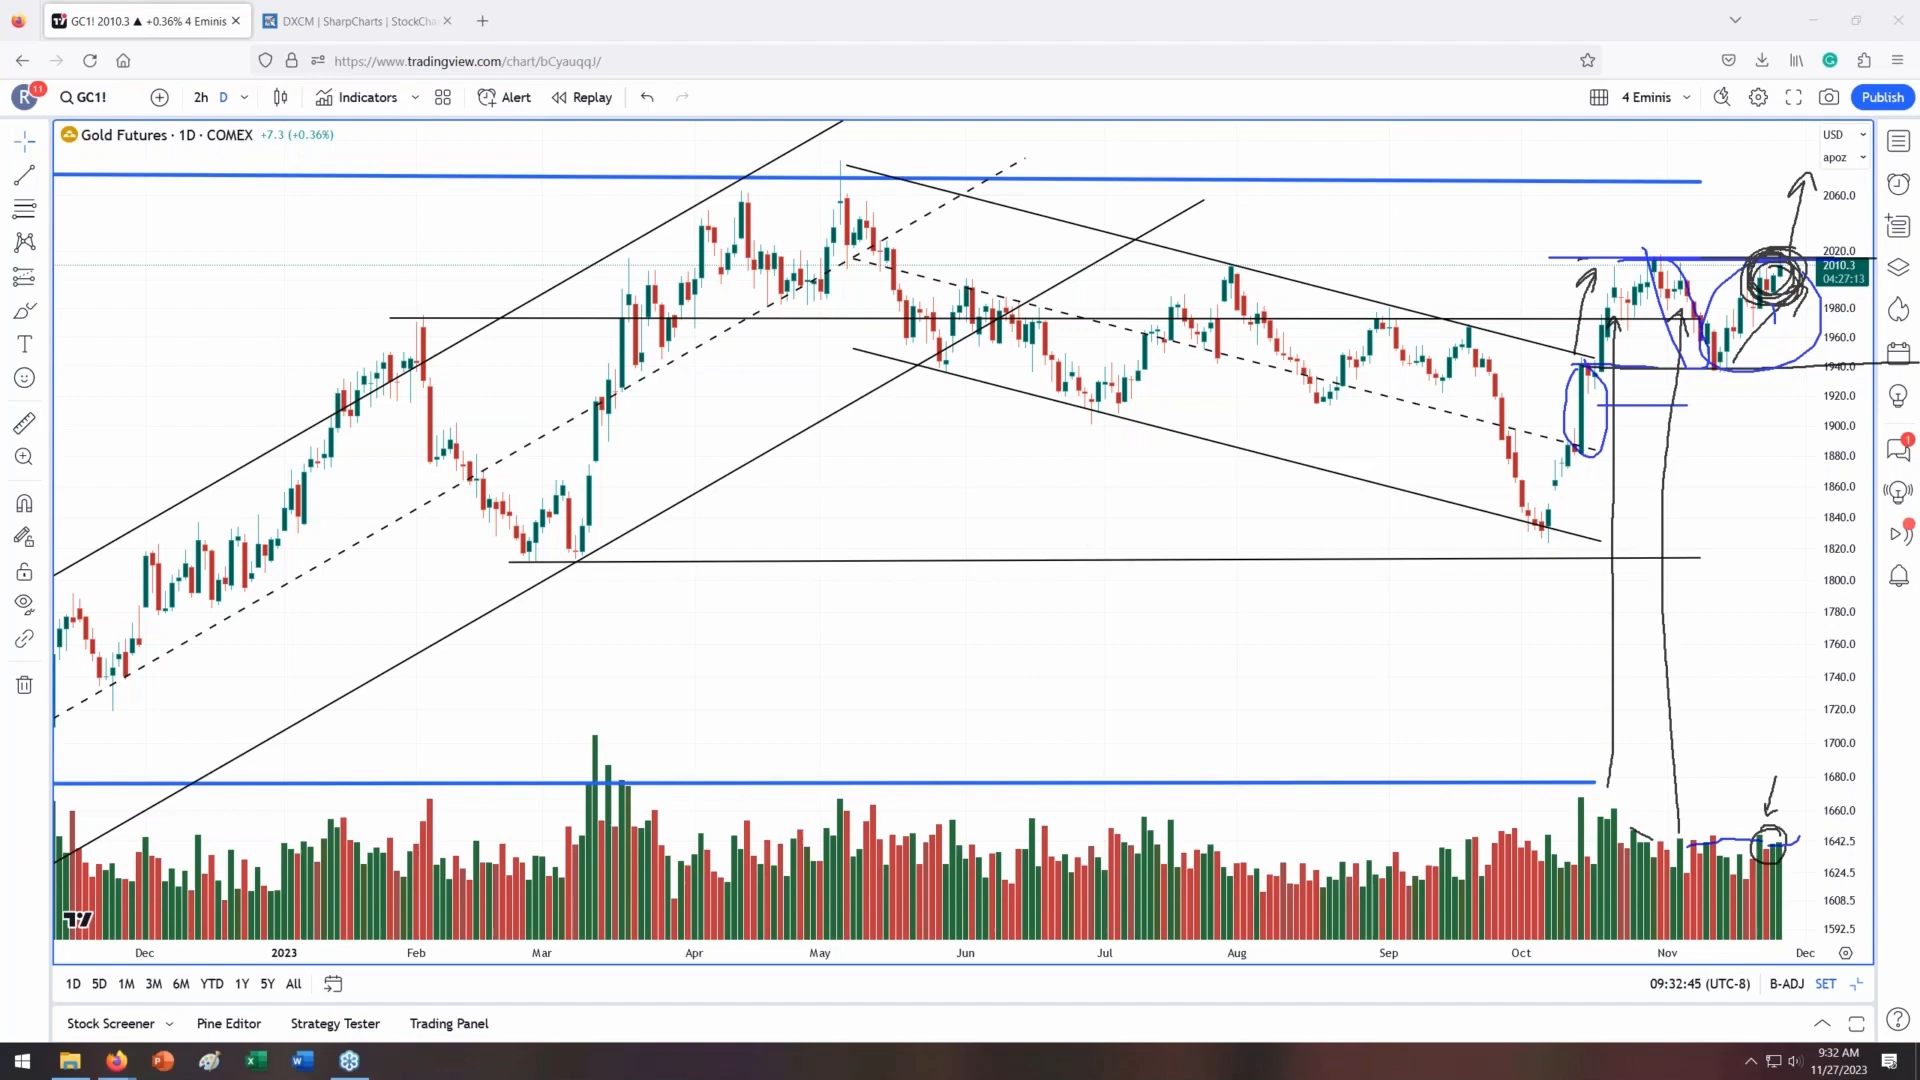 GC1! 2010.3 ▲ +0.36% 4 Eminis
DXCM | SharpCharts | StockCha
https://www.tradingview.com/chart/bCyauqqJ/
R 11 GC1! 2h D Indicators Alert Replay 4 Eminis Publish
Gold Futures · 1D · COMEX +7.3 (+0.36%)
USD
apoz
2060.0
2020.0
2010.3
04:27:13
1980.0
1960.0
1940.0
1920.0
1900.0
1880.0
1860.0
1840.0
1820.0
1800.0
1780.0
1760.0
1740.0
1720.0
1700.0
1680.0
1660.0
1642.5
1624.5
1608.5
1592.5
1
Dec 2023 Feb Mar Apr May Jun Jul Aug Sep Oct Nov Dec
1D 5D 1M 3M 6M YTD 1Y 5Y All 09:32:45 (UTC-8) B-ADJ SET
Stock Screener Pine Editor Strategy Tester Trading Panel
9:32 AM
11/27/2023